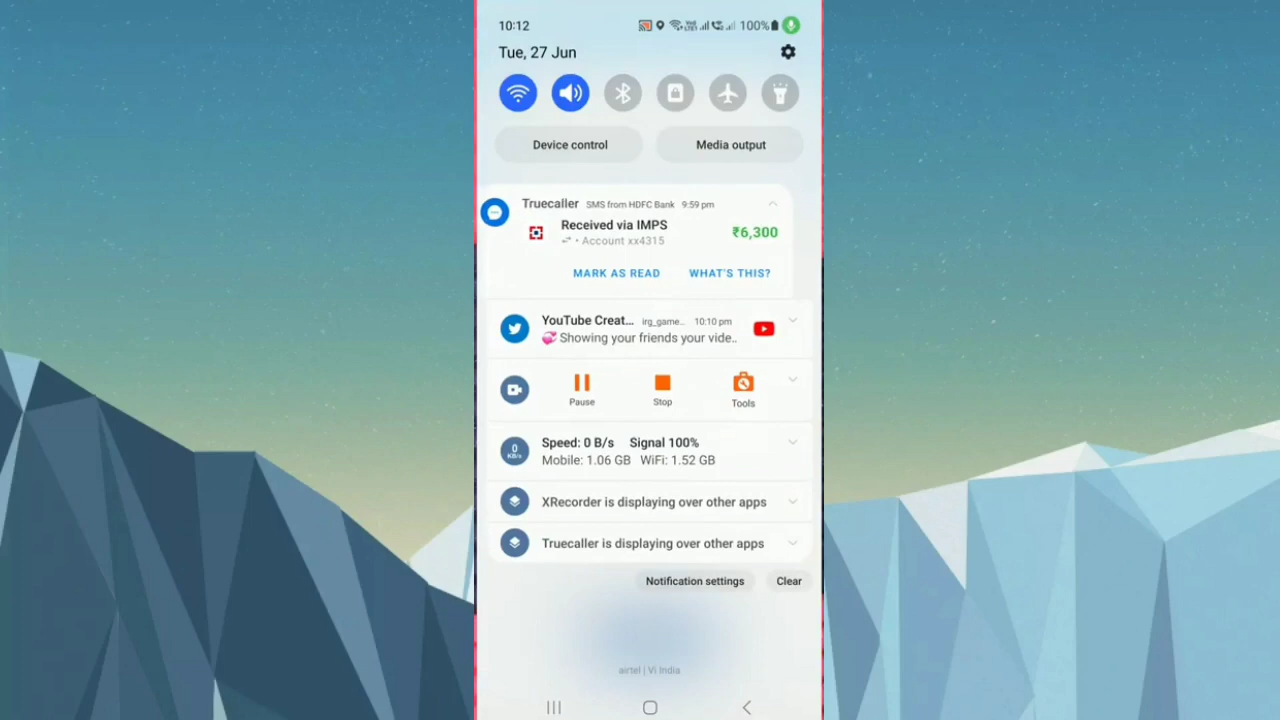 10:12
100%
Tue, 27 Jun
Device control
Media output
Truecaller SMS from HDFC Bank 9:59 pm
Received via IMPS
₹6,300
• Account xx4315
MARK AS READ
WHAT'S THIS?
YouTube Creat... irg_game... 10:10 pm
💞 Showing your friends your vide..
Pause
Stop
Tools
0
KB/s
Speed: 0 B/s Signal 100%
Mobile: 1.06 GB WiFi: 1.52 GB
XRecorder is displaying over other apps
Truecaller is displaying over other apps
Notification settings
Clear
airtel | Vi India